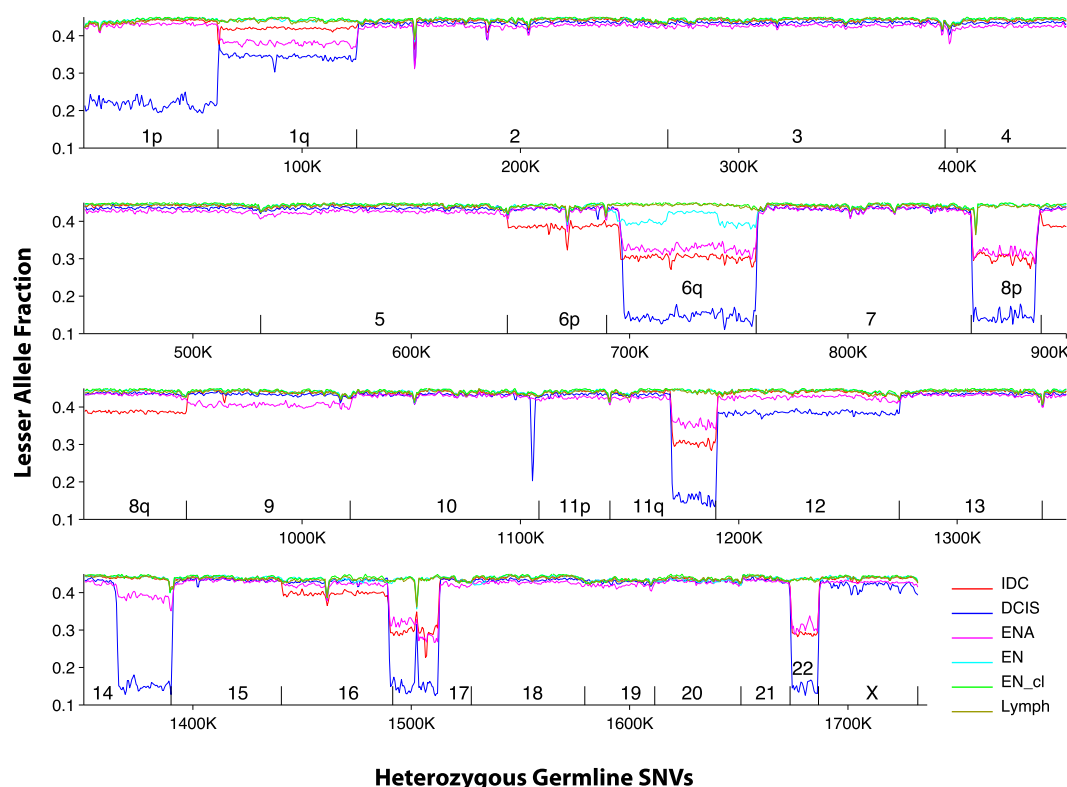 0.4
0.3
0.2
0.1
1p 1q 2 3 4
100K 200K 300K 400K
0.4
0.3
0.2
0.1
5 6p 6q 7 8p
500K 600K 700K 800K 900K
Lesser Allele Fraction
0.4
0.3
0.2
0.1
8q 9 10 11p 11q 12 13
1000K 1100K 1200K 1300K
0.4
0.3
0.2
0.1
14 15 16 17 18 19 20 21 22 X
1400K 1500K 1600K 1700K
IDC
DCIS
ENA
EN
EN_cl
Lymph
Heterozygous Germline SNVs